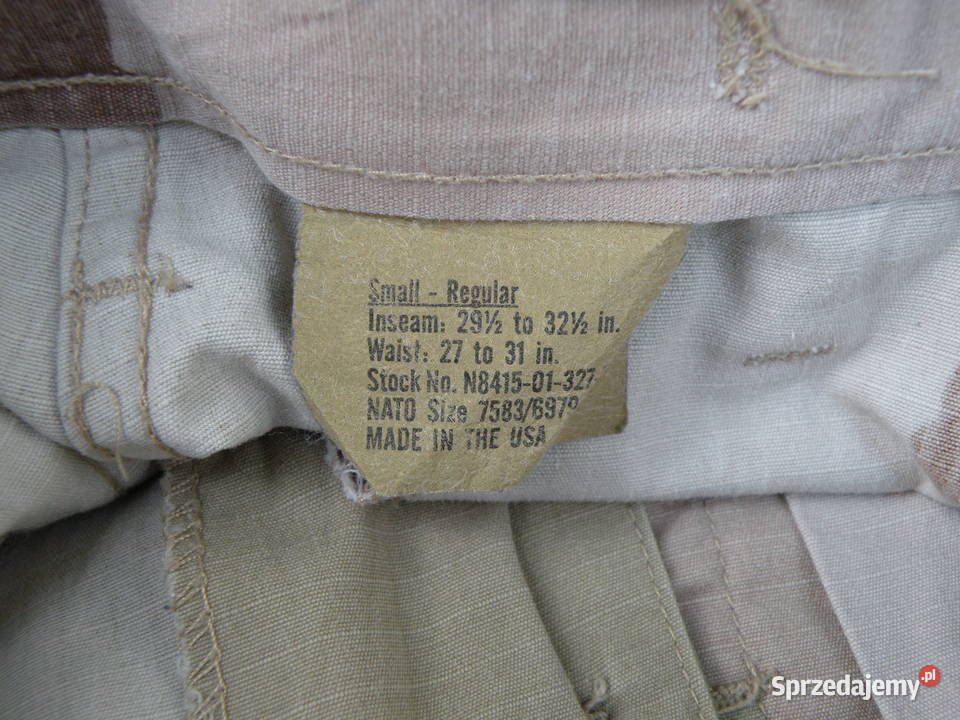 Small - Regular
Inseam: 29½ to 32½ in.
Waist: 27 to 31 in.
Stock No. N8415-01-327
NATO Size 7583/6979
MADE IN THE USA
Sprzedajemy.pl